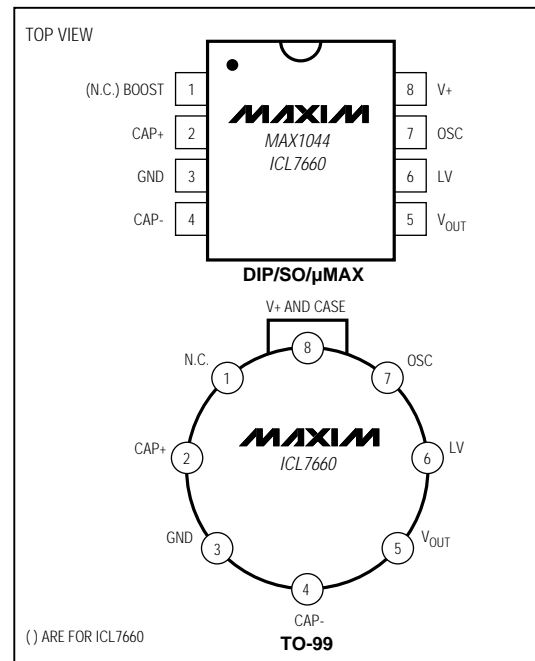 TOP VIEW
(N.C.) BOOST 1
CAP+ 2
GND 3
CAP- 4
MAXIM
MAX1044
ICL7660
8 V+
7 OSC
6 LV
5 VOUT
DIP/SO/µMAX
V+ AND CASE
8
N.C.
1
OSC
7
CAP+ 2
MAXIM
ICL7660
6 LV
GND
3
VOUT
5
4
CAP-
TO-99
( ) ARE FOR ICL7660